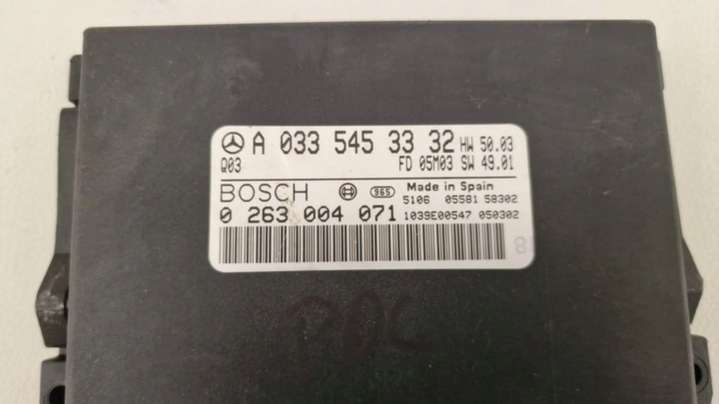 A 033 545 33 32 HW 50.03
Q03 FD 05M03 SW 49.01
BOSCH 965 Made in Spain
5106 05581 58302
0 263 004 071 1039E00547 050302